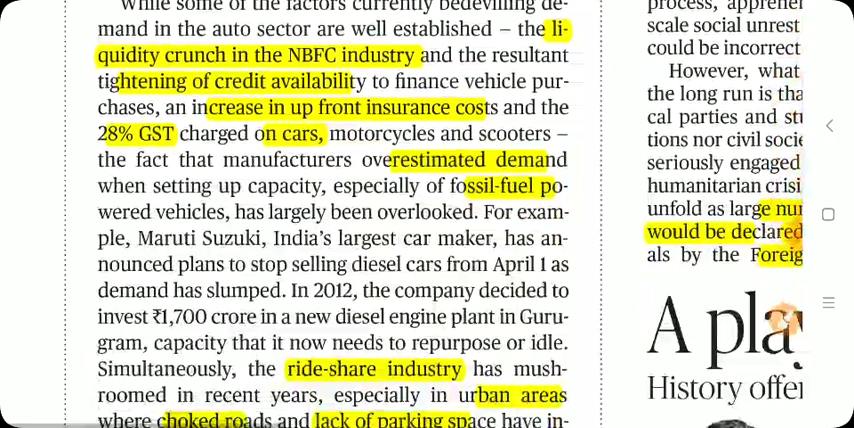 While some of the factors currently bedevilling de-
mand in the auto sector are well established – the li-
quidity crunch in the NBFC industry and the resultant
tightening of credit availability to finance vehicle pur-
chases, an increase in up front insurance costs and the
28% GST charged on cars, motorcycles and scooters –
the fact that manufacturers overestimated demand
when setting up capacity, especially of fossil-fuel po-
wered vehicles, has largely been overlooked. For exam-
ple, Maruti Suzuki, India’s largest car maker, has an-
nounced plans to stop selling diesel cars from April 1 as
demand has slumped. In 2012, the company decided to
invest ₹1,700 crore in a new diesel engine plant in Guru-
gram, capacity that it now needs to repurpose or idle.
Simultaneously, the ride-share industry has mush-
roomed in recent years, especially in urban areas
where choked roads and lack of parking space have in-
process,
scale social unrest
could be incorrect
However, what
the long run is tha
cal parties and stu
tions nor civil socie
seriously engaged
humanitarian crisi
unfold as large nu
would be declared
als by the Foreig
A play
History offer